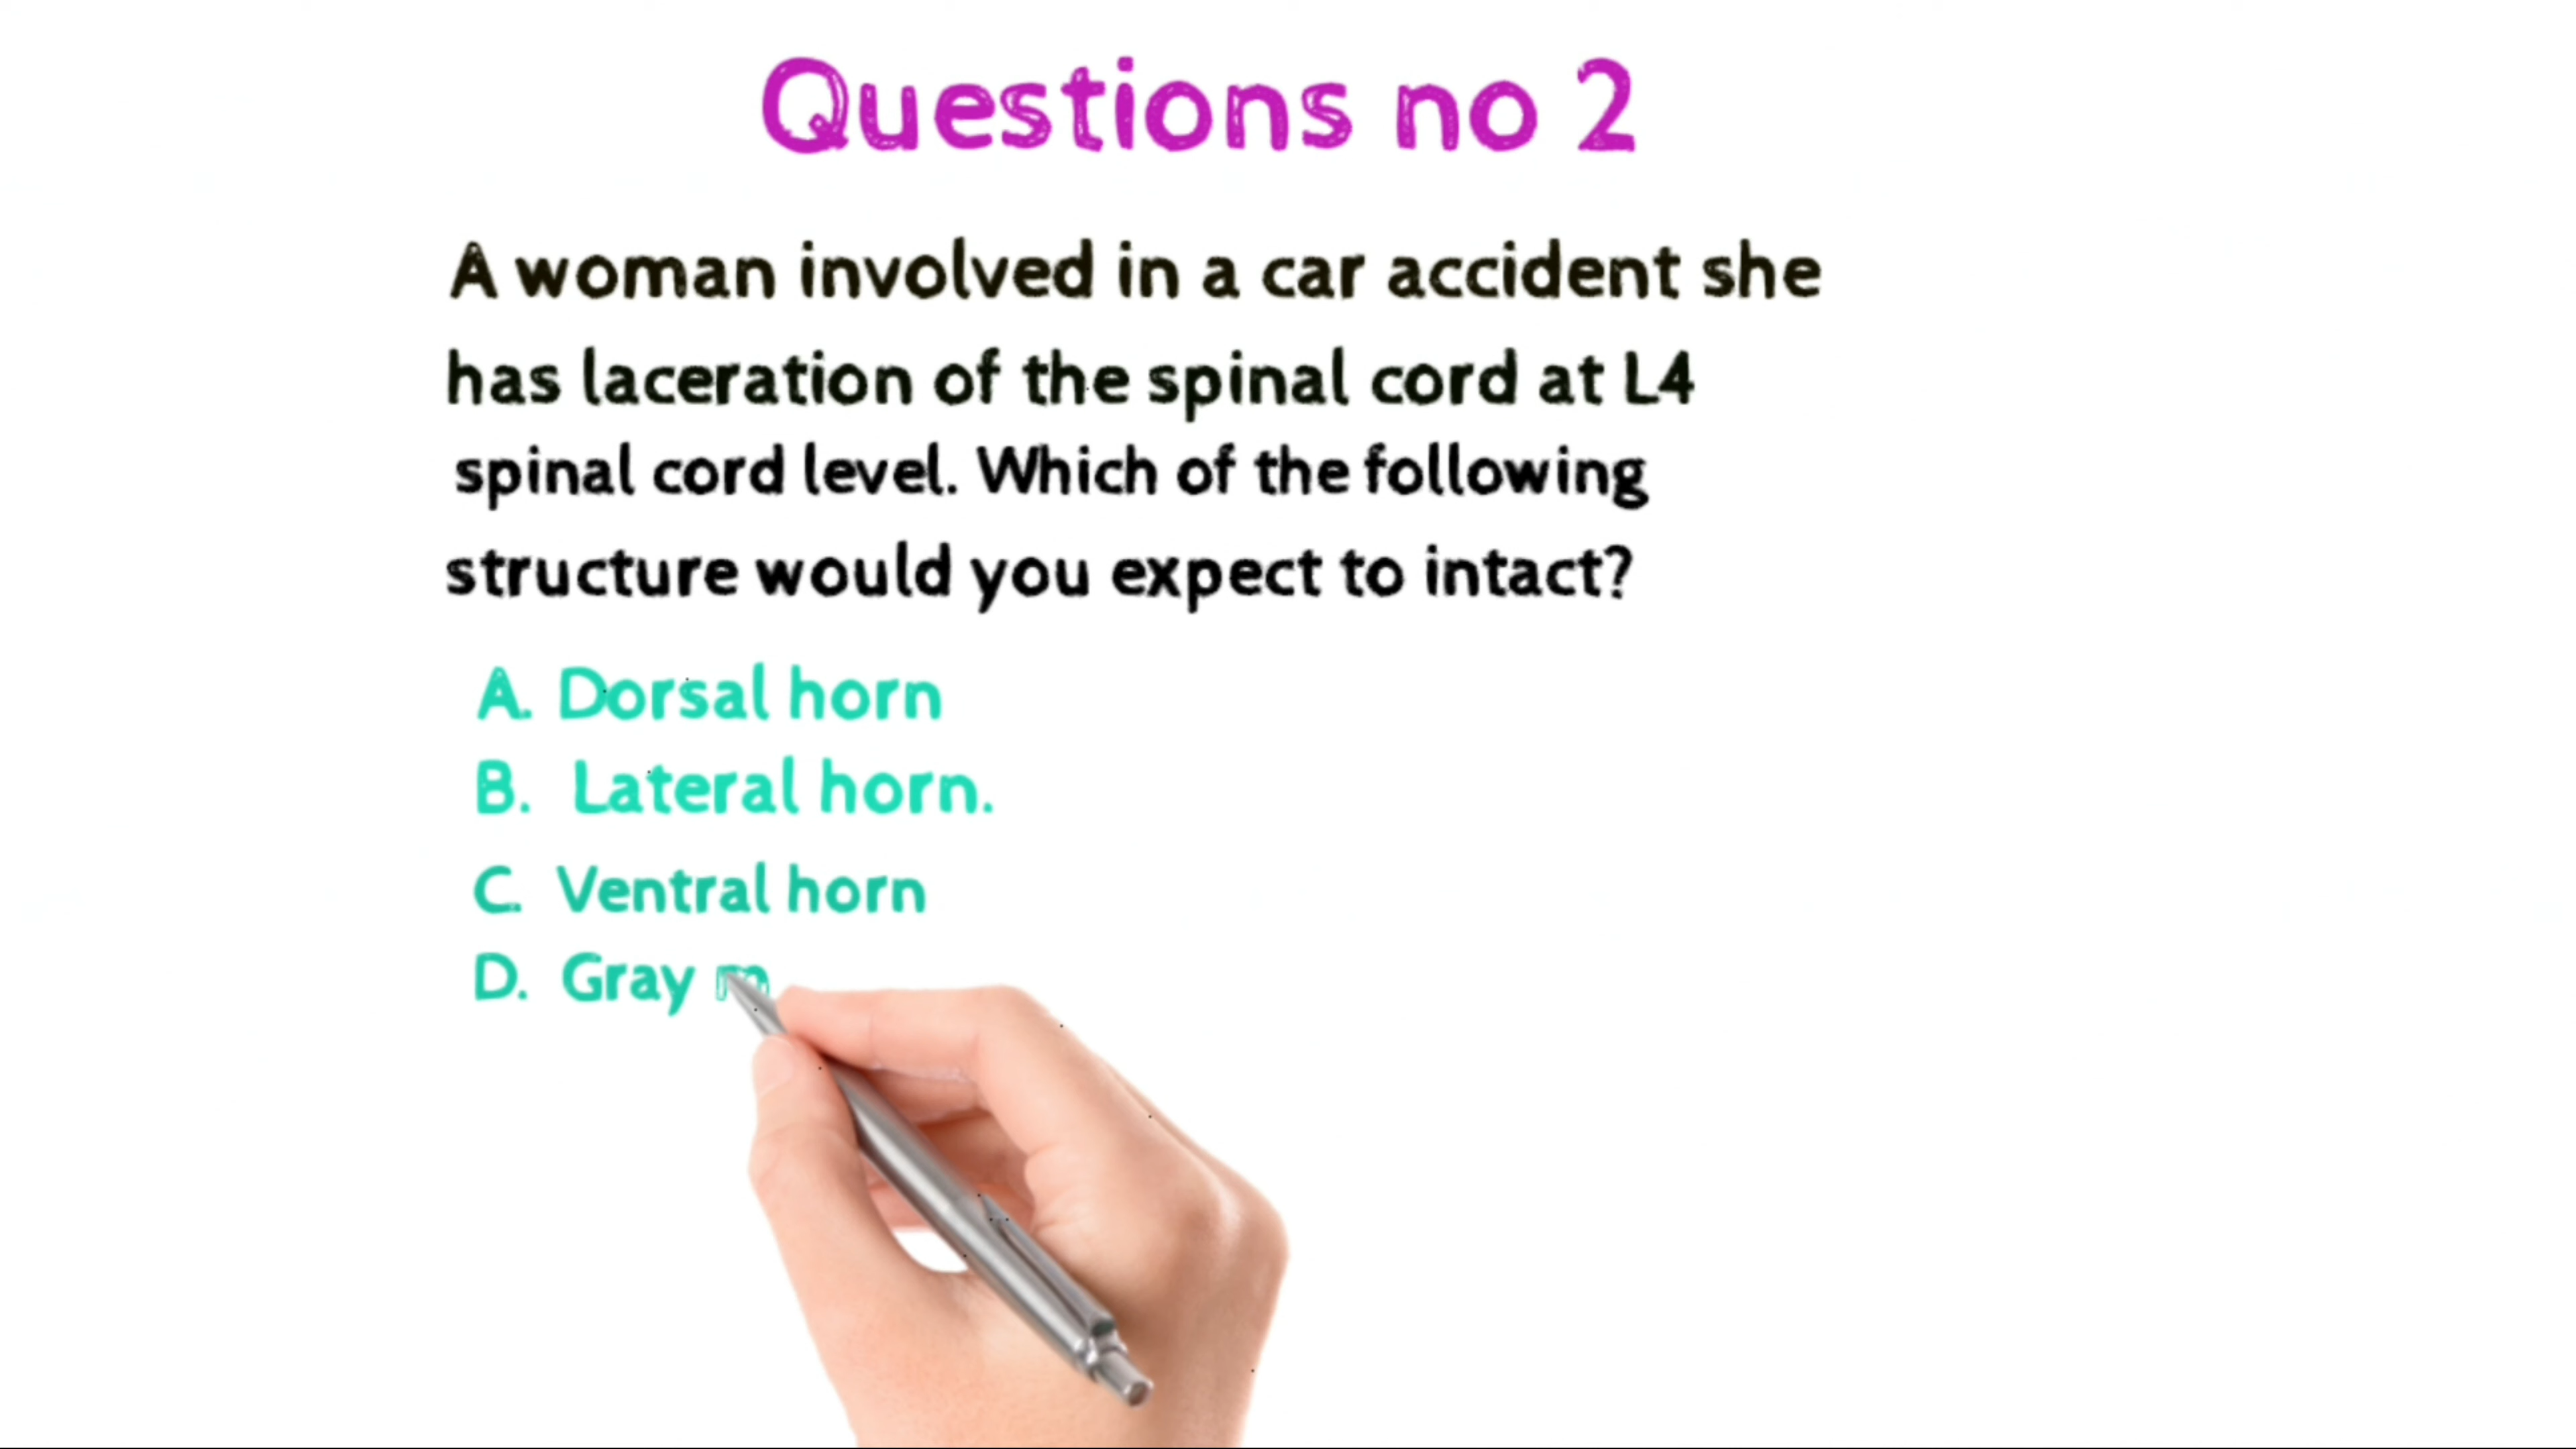 Questions no 2
A woman involved in a car accident she
has laceration of the spinal cord at L4
spinal cord level. Which of the following
structure would you expect to intact?
A. Dorsal horn
B. Lateral horn.
C. Ventral horn
D. Gray m